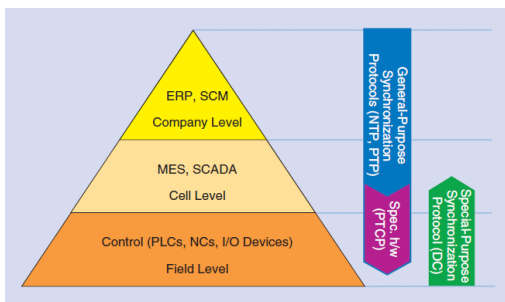 ERP, SCM
Company Level
MES, SCADA
Cell Level
Control (PLCs, NCs, I/O Devices)
Field Level
General-Purpose
Synchronization
Protocols (NTP, PTP)
Spec. h/w
(PTCP)
Special-Purpose
Synchronization
Protocol (DC)